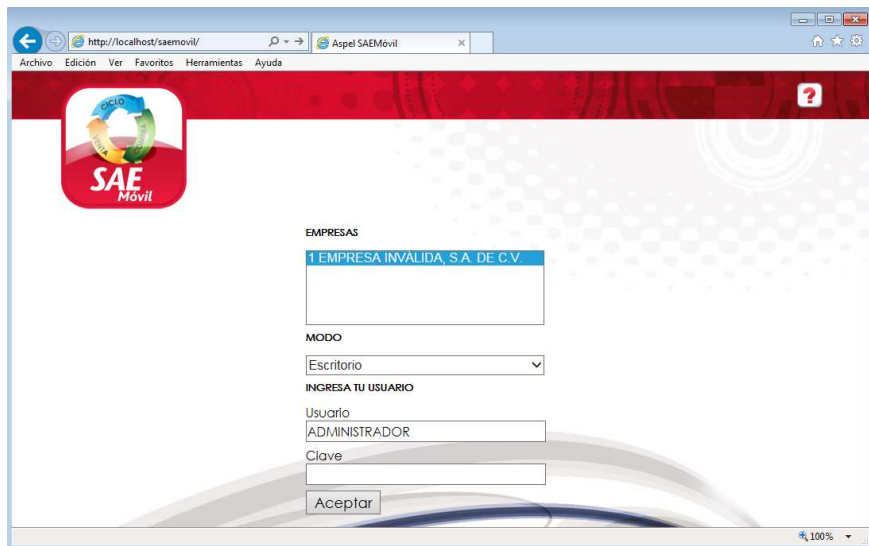 http://localhost/saemovil/
Aspel SAEMóvil
Archivo Edición Ver Favoritos Herramientas Ayuda
?
CICLO
VENTA
SAE
Móvil
EMPRESAS
1 EMPRESA INVÁLIDA, S.A. DE C.V.
MODO
Escritorio
INGRESA TU USUARIO
Usuario
ADMINISTRADOR
Clave
Aceptar
100%